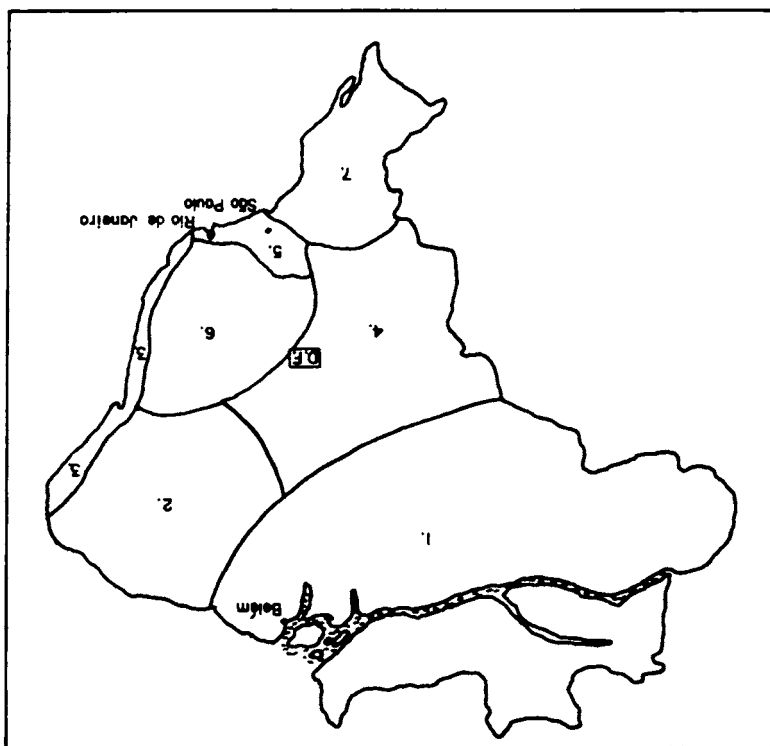 Belém
1.
2.
3.
D.F.
3.
4.
6.
5.
Rio de Janeiro
São Paulo
7.